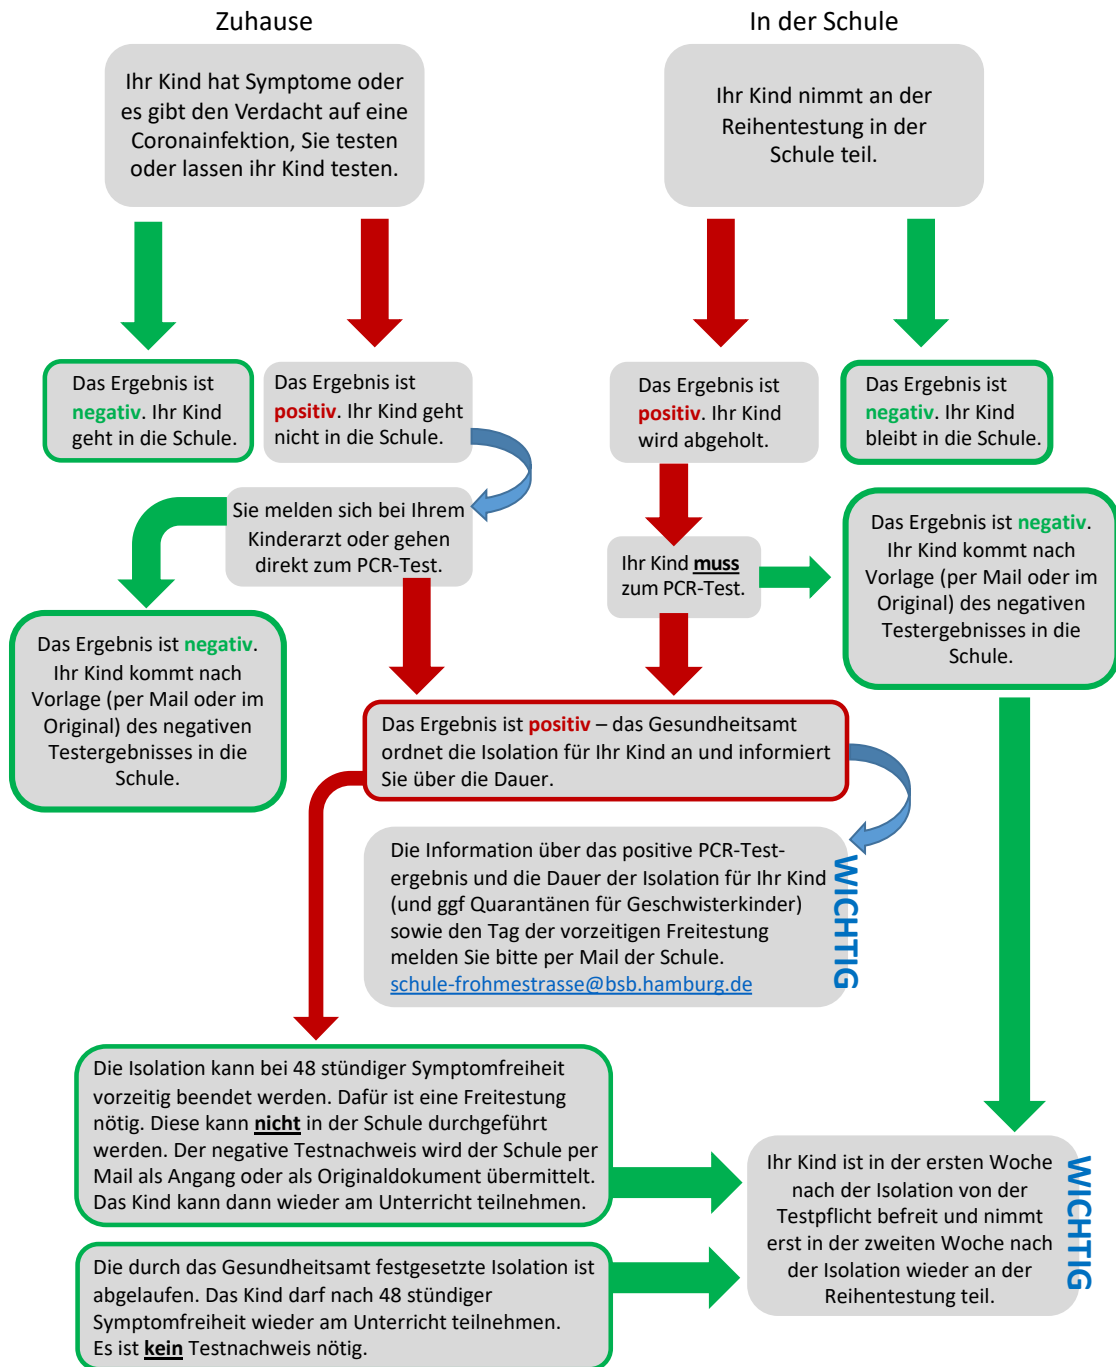 Zuhause
In der Schule
Ihr Kind hat Symptome oder
es gibt den Verdacht auf eine
Coronainfektion, Sie testen
oder lassen ihr Kind testen.
Ihr Kind nimmt an der
Reihentestung in der
Schule teil.
Das Ergebnis ist
negativ. Ihr Kind
geht in die Schule.
Das Ergebnis ist
positiv. Ihr Kind geht
nicht in die Schule.
Das Ergebnis ist
positiv. Ihr Kind
wird abgeholt.
Das Ergebnis ist
negativ. Ihr Kind
bleibt in die Schule.
Sie melden sich bei Ihrem
Kinderarzt oder gehen
direkt zum PCR-Test.
Ihr Kind muss
zum PCR-Test.
Das Ergebnis ist negativ.
Ihr Kind kommt nach
Vorlage (per Mail oder im
Original) des negativen
Testergebnisses in die
Schule.
Das Ergebnis ist negativ.
Ihr Kind kommt nach
Vorlage (per Mail oder im
Original) des negativen
Testergebnisses in die
Schule.
Das Ergebnis ist positiv – das Gesundheitsamt
ordnet die Isolation für Ihr Kind an und informiert
Sie über die Dauer.
Die Information über das positive PCR-Test-
ergebnis und die Dauer der Isolation für Ihr Kind
(und ggf Quarantänen für Geschwisterkinder)
sowie den Tag der vorzeitigen Freitestung
melden Sie bitte per Mail der Schule.
schule-frohmestrasse@bsb.hamburg.de
WICHTIG
Die Isolation kann bei 48 stündiger Symptomfreiheit
vorzeitig beendet werden. Dafür ist eine Freitestung
nötig. Diese kann nicht in der Schule durchgeführt
werden. Der negative Testnachweis wird der Schule per
Mail als Angang oder als Originaldokument übermittelt.
Das Kind kann dann wieder am Unterricht teilnehmen.
Ihr Kind ist in der ersten Woche
nach der Isolation von der
Testpflicht befreit und nimmt
erst in der zweiten Woche nach
der Isolation wieder an der
Reihentestung teil.
WICHTIG
Die durch das Gesundheitsamt festgesetzte Isolation ist
abgelaufen. Das Kind darf nach 48 stündiger
Symptomfreiheit wieder am Unterricht teilnehmen.
Es ist kein Testnachweis nötig.